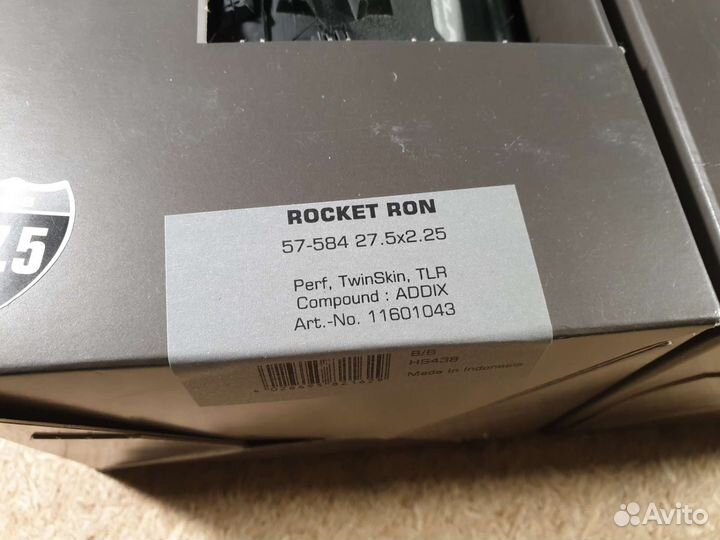 .5
ROCKET RON
57-584 27.5x2.25
Perf, TwinSkin, TLR
Compound : ADDIX
Art.-No. 11601043
B/B
HS438
Made in Indonesia
Avito